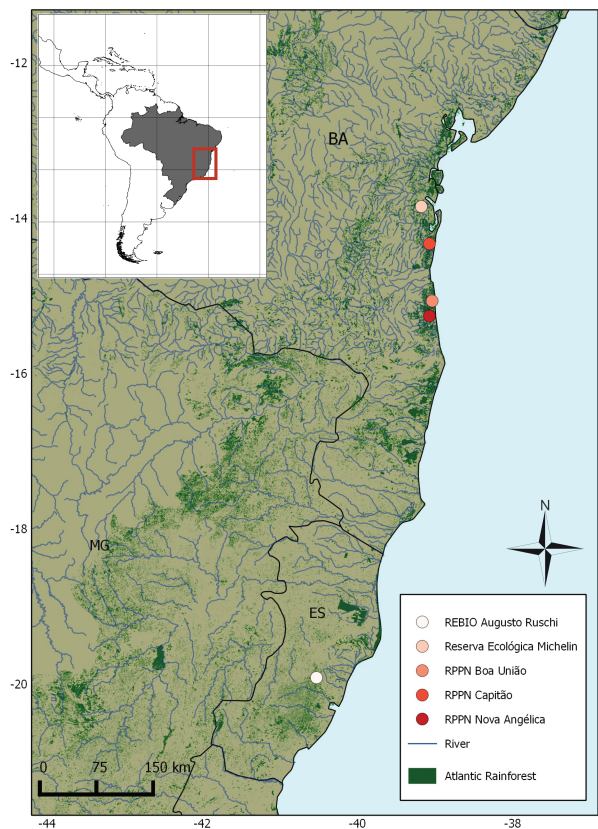 -12
BA
-14
-16
-18
N
MG
ES
REBIO Augusto Ruschi
Reserva Ecológica Michelin
RPPN Boa União
-20
RPPN Capitão
RPPN Nova Angélica
River
0 75 150 km
Atlantic Rainforest
-44 -42 -40 -38